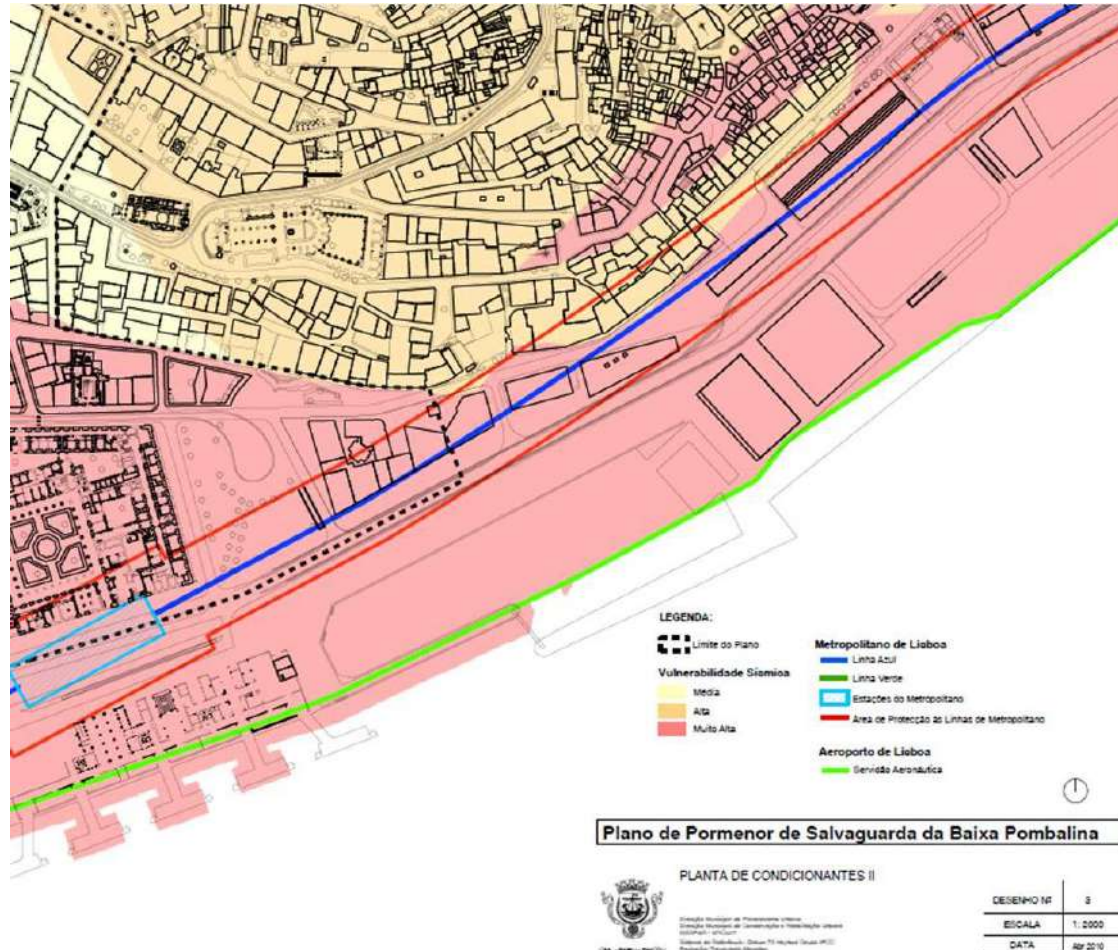 LEGENDA:
Limite do Plano
Vulnerabilidade Sísmica
Média
Alta
Muito Alta
Metropolitano de Lisboa
Linha Azul
Linha Verde
Estações do Metropolitano
Área de Protecção às Linhas de Metropolitano
Aeroporto de Lisboa
Servidão Aeronáutica
Plano de Pormenor de Salvaguarda da Baixa Pombalina
PLANTA DE CONDICIONANTES II
DESENHO Nº 3
ESCALA 1: 2000
DATA